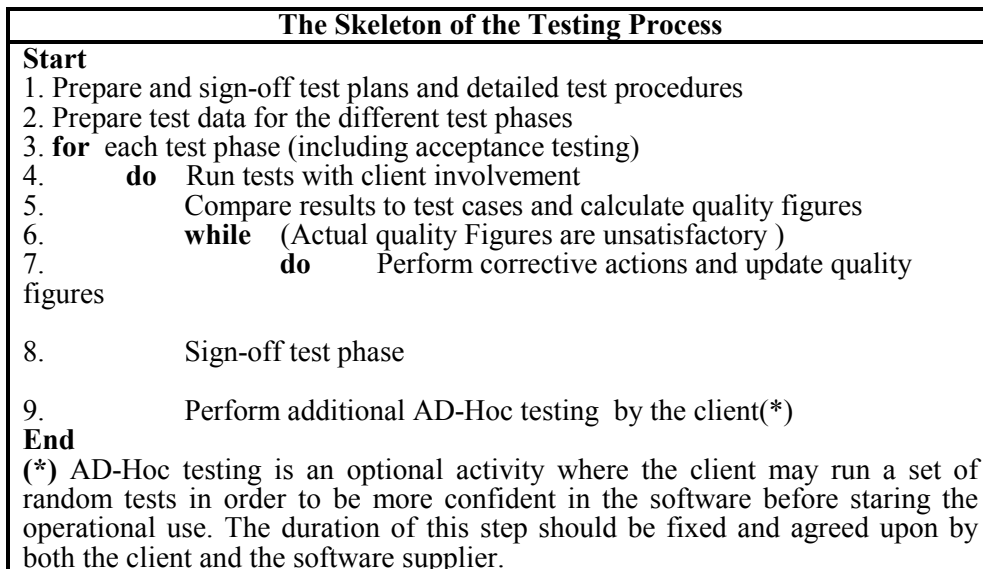 The Skeleton of the Testing Process
Start
1. Prepare and sign-off test plans and detailed test procedures
2. Prepare test data for the different test phases
3. for each test phase (including acceptance testing)
4. do Run tests with client involvement
5. Compare results to test cases and calculate quality figures
6. while (Actual quality Figures are unsatisfactory )
7. do Perform corrective actions and update quality
figures
8. Sign-off test phase
9. Perform additional AD-Hoc testing by the client(*)
End
(*) AD-Hoc testing is an optional activity where the client may run a set of
random tests in order to be more confident in the software before staring the
operational use. The duration of this step should be fixed and agreed upon by
both the client and the software supplier.